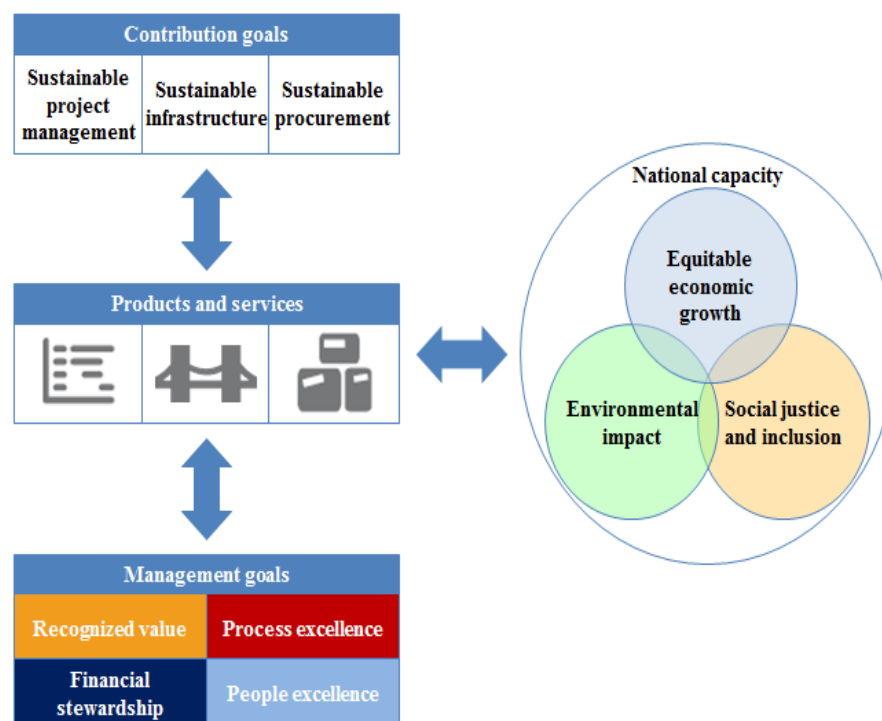 Contribution goals
Sustainable
project
management
Sustainable
infrastructure
Sustainable
procurement
Products and services
Management goals
Recognized value
Process excellence
Financial
stewardship
People excellence
National capacity
Equitable
economic
growth
Environmental
impact
Social justice
and inclusion